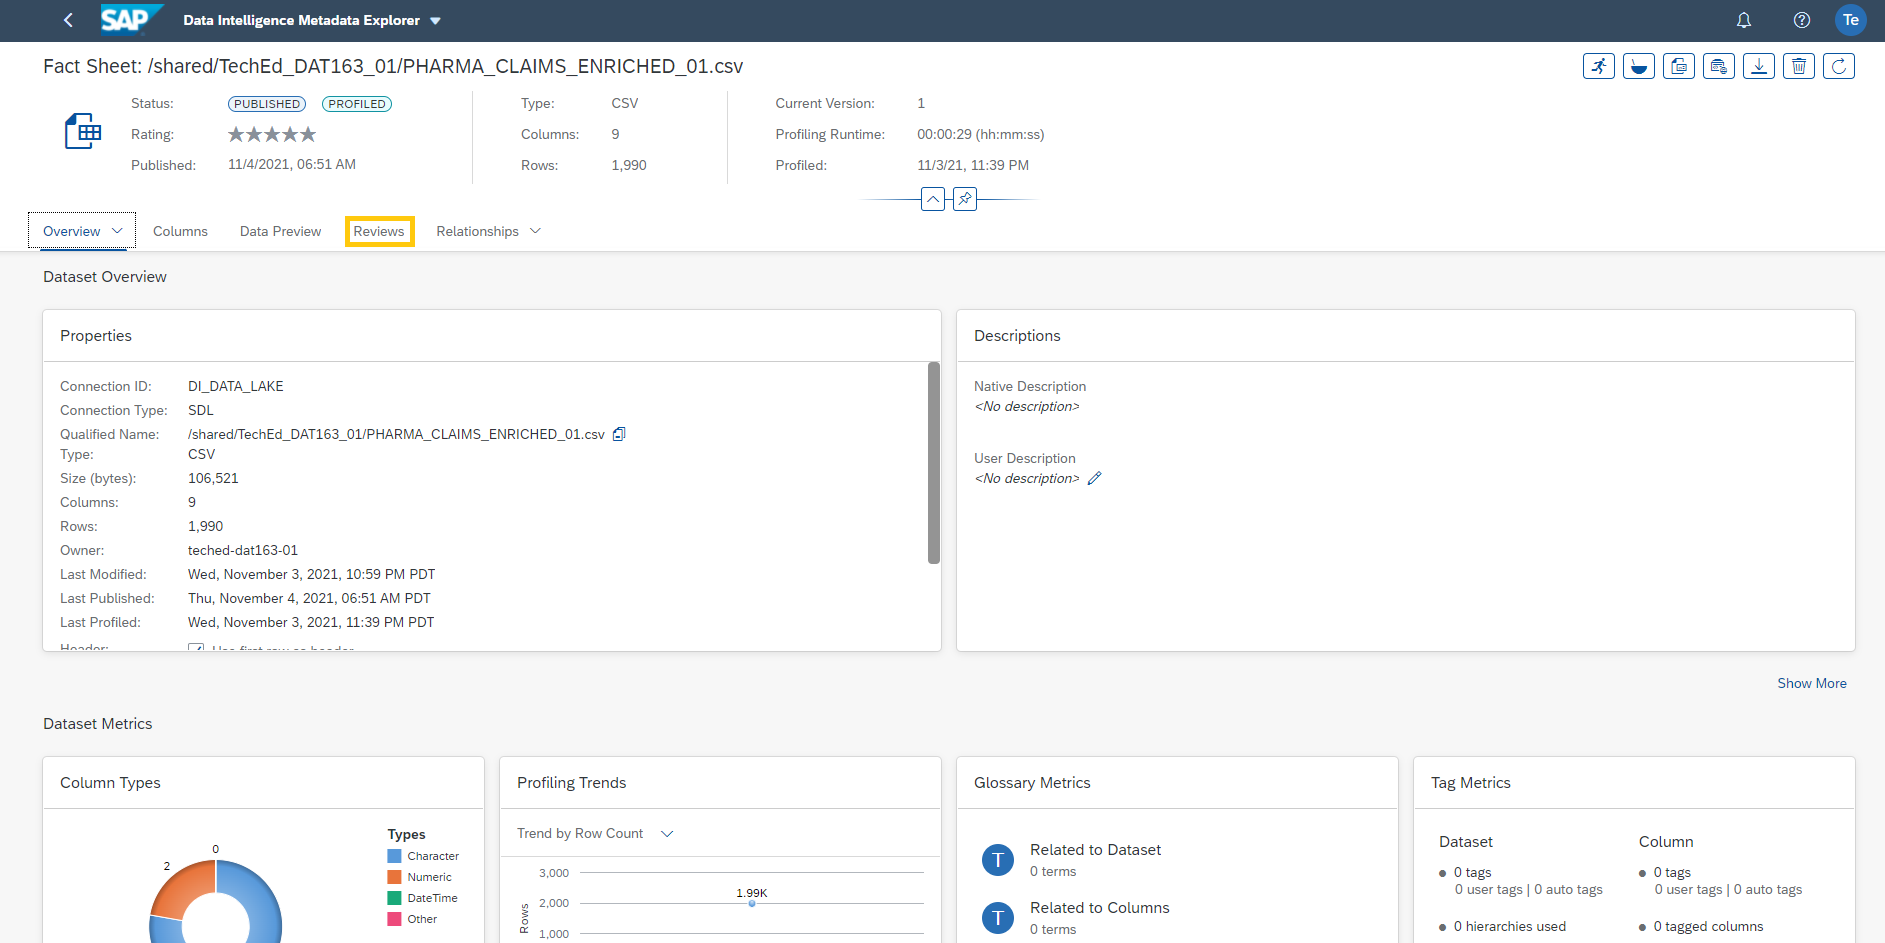 SAP Data Intelligence Metadata Explorer Te
Fact Sheet: /shared/TechEd_DAT163_01/PHARMA_CLAIMS_ENRICHED_01.csv
Status: PUBLISHED PROFILED Type: CSV Current Version: 1
Rating: Columns: 9 Profiling Runtime: 00:00:29 (hh:mm:ss)
Published: 11/4/2021, 06:51 AM Rows: 1,990 Profiled: 11/3/21, 11:39 PM
Overview Columns Data Preview Reviews Relationships
Dataset Overview
Properties
Connection ID: DI_DATA_LAKE
Connection Type: SDL
Qualified Name: /shared/TechEd_DAT163_01/PHARMA_CLAIMS_ENRICHED_01.csv
Type: CSV
Size (bytes): 106,521
Columns: 9
Rows: 1,990
Owner: teched-dat163-01
Last Modified: Wed, November 3, 2021, 10:59 PM PDT
Last Published: Thu, November 4, 2021, 06:51 AM PDT
Last Profiled: Wed, November 3, 2021, 11:39 PM PDT
Header: Use first row as header
Descriptions
Native Description
<No description>
User Description
<No description>
Show More
Dataset Metrics
Column Types
0
2
Types
Character
Numeric
DateTime
Other
Profiling Trends
Trend by Row Count
3,000
1.99K
2,000
Rows
1,000
Glossary Metrics
T Related to Dataset
0 terms
T Related to Columns
0 terms
Tag Metrics
Dataset Column
0 tags 0 tags
0 user tags | 0 auto tags 0 user tags | 0 auto tags
0 hierarchies used 0 tagged columns